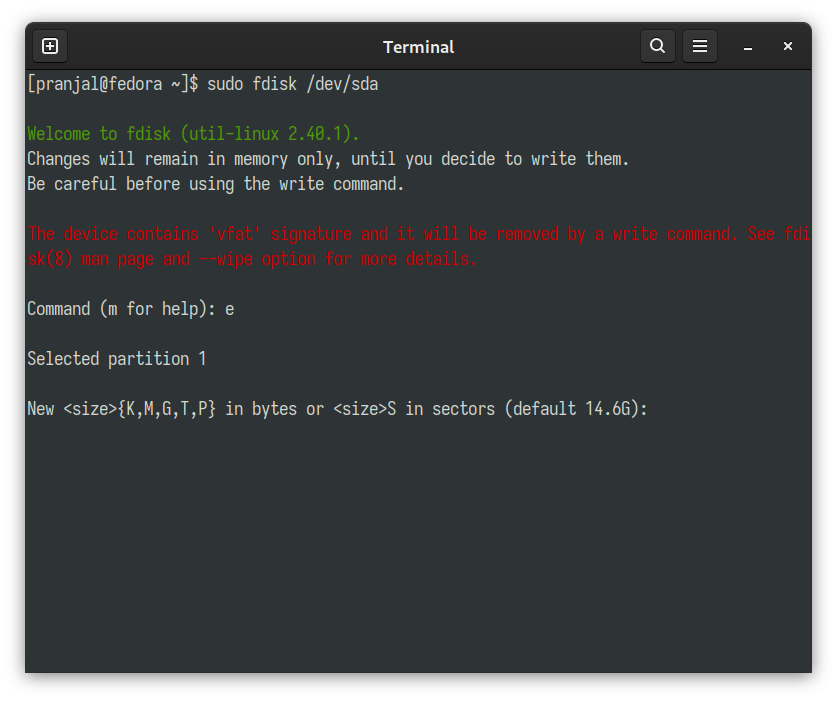 Terminal
[pranjal@fedora ~]$ sudo fdisk /dev/sda
Welcome to fdisk (util-linux 2.40.1).
Changes will remain in memory only, until you decide to write them.
Be careful before using the write command.
The device contains 'vfat' signature and it will be removed by a write command. See fdi
sk(8) man page and --wipe option for more details.
Command (m for help): e
Selected partition 1
New <size>{K,M,G,T,P} in bytes or <size>S in sectors (default 14.6G):